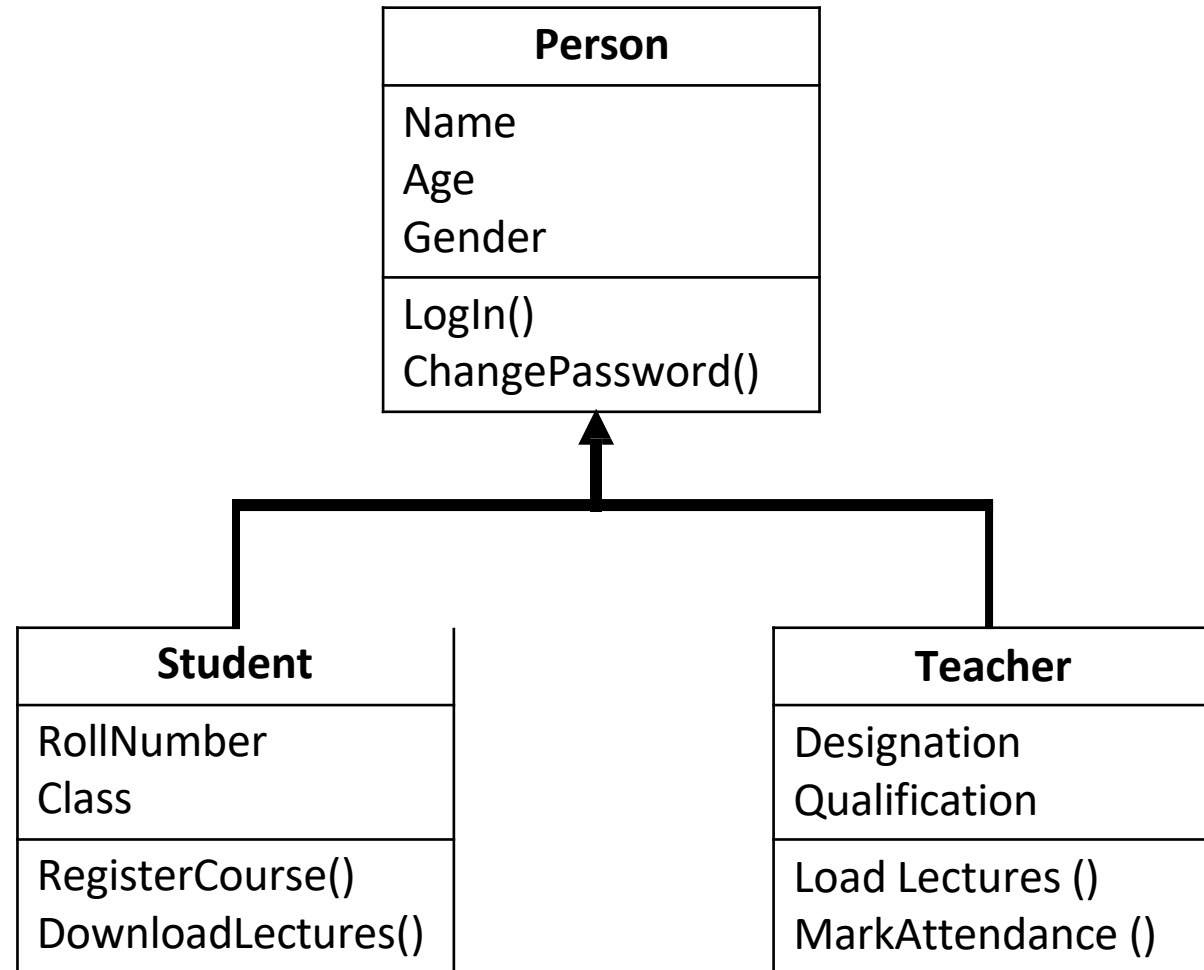 Person
Name
Age
Gender
LogIn()
ChangePassword()
Student
RollNumber
Class
RegisterCourse()
DownloadLectures()
Teacher
Designation
Qualification
Load Lectures ()
MarkAttendance ()